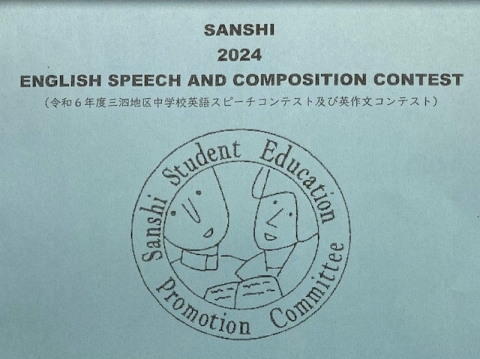 SANSHI
2024
ENGLISH SPEECH AND COMPOSITION CONTEST
（令和６年度三泗地区中学校英語スピーチコンテスト及び英作文コンテスト）
Sanshi Student Education
Promotion Committee